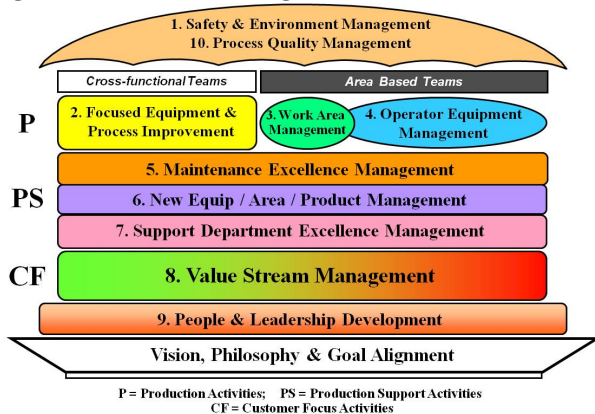 1. Safety & Environment Management
10. Process Quality Management
Cross-functional Teams
Area Based Teams
P
2. Focused Equipment &
Process Improvement
3. Work Area
Management
4. Operator Equipment
Management
5. Maintenance Excellence Management
PS
6. New Equip / Area / Product Management
7. Support Department Excellence Management
CF
8. Value Stream Management
9. People & Leadership Development
Vision, Philosophy & Goal Alignment
P = Production Activities; PS = Production Support Activities
CF = Customer Focus Activities